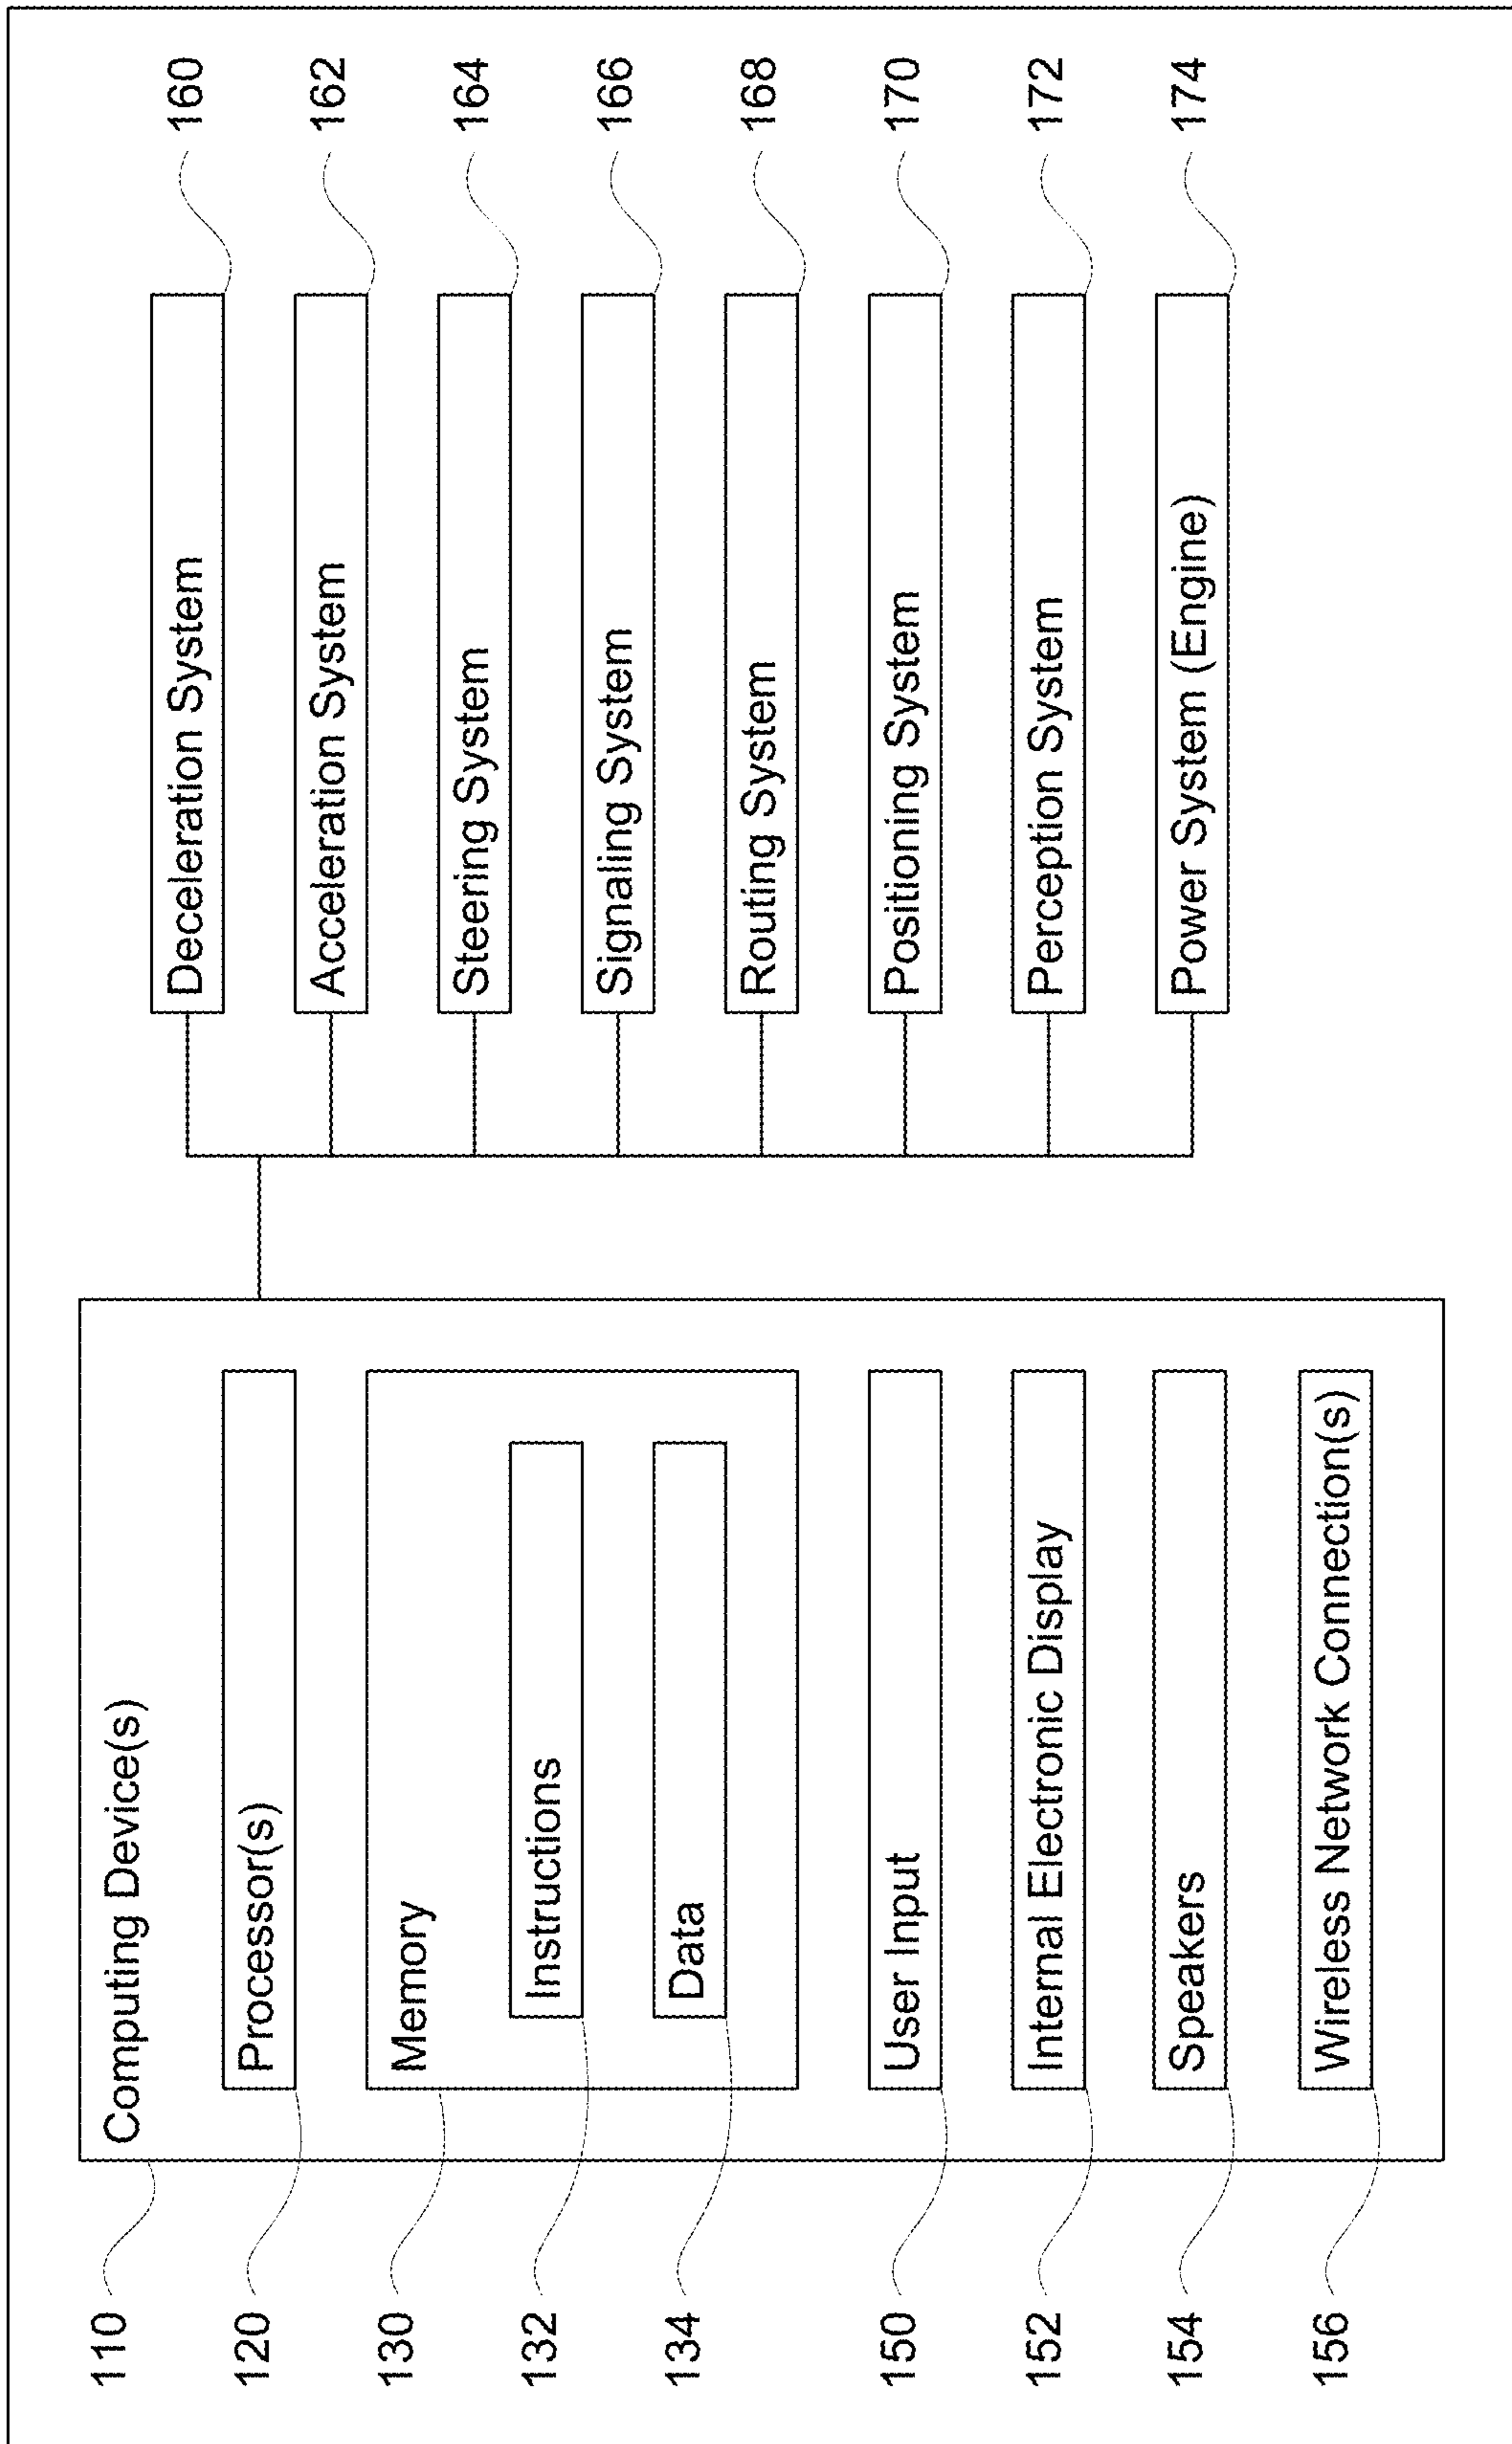 110
Computing Device(s)
120
Processor(s)
130
Memory
132
Instructions
134
Data
150
User Input
152
Internal Electronic Display
154
Speakers
156
Wireless Network Connection(s)
Deceleration System
160
Acceleration System
162
Steering System
164
Signaling System
166
Routing System
168
Positioning System
170
Perception System
172
Power System (Engine)
174